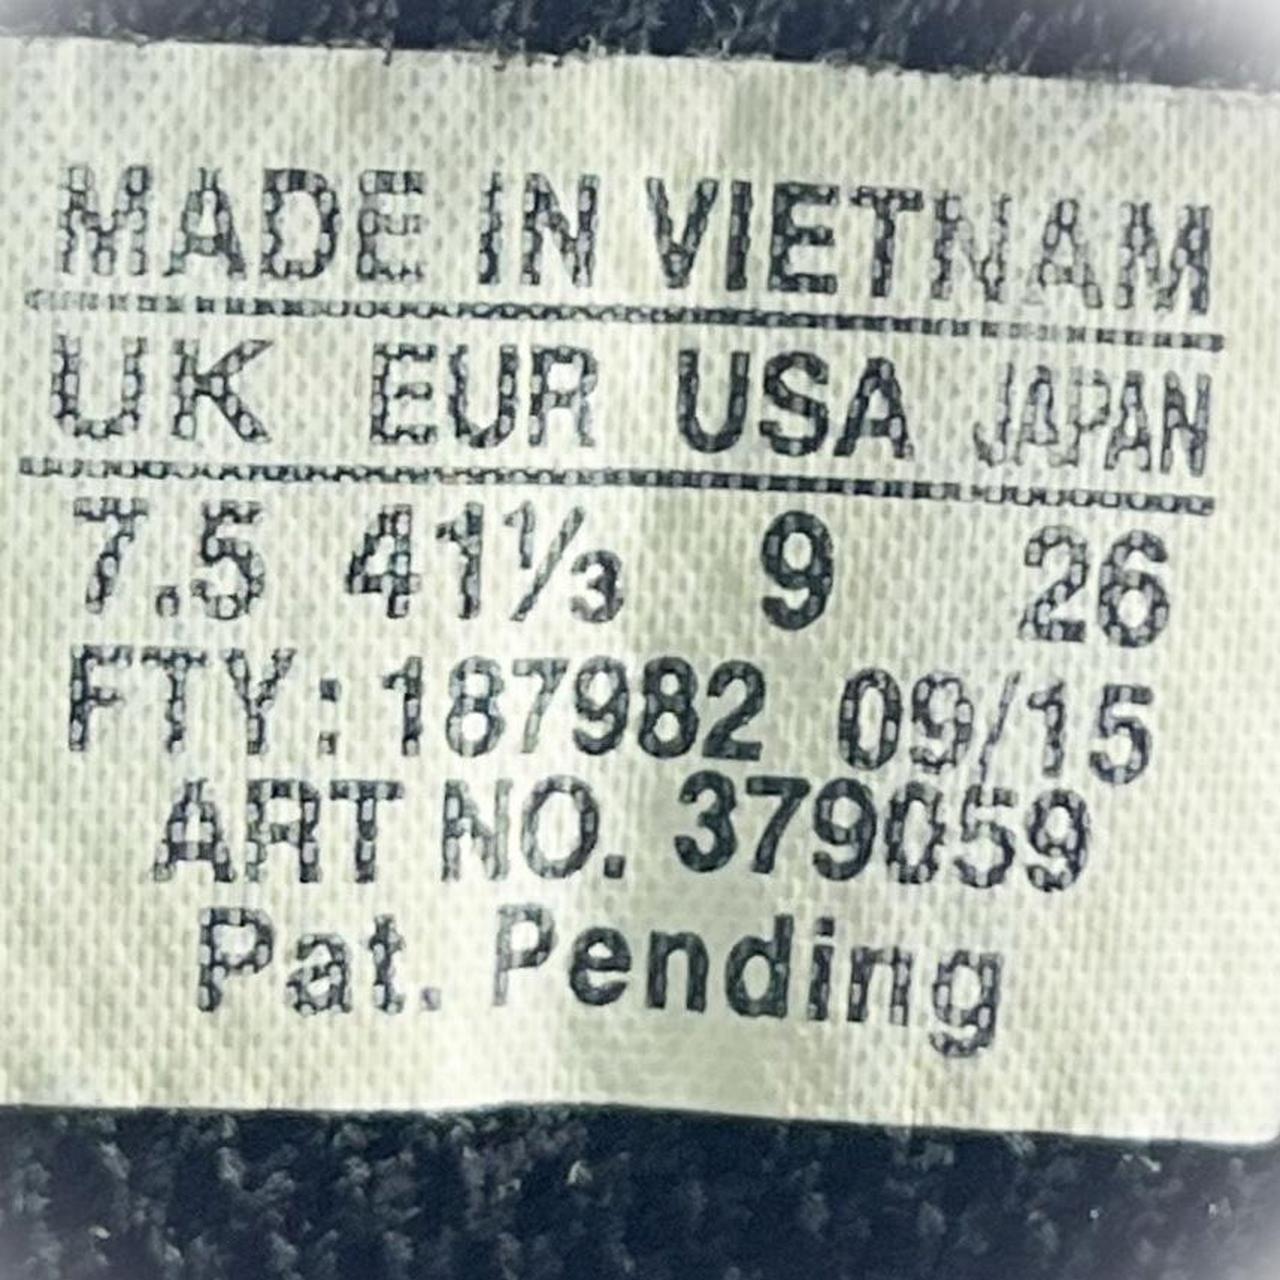 MADE IN VIETNAM
UK EUR USA JAPAN
7.5 41⅓ 9 26
FTY: 187982 09/15
ART NO. 379059
Pat. Pending